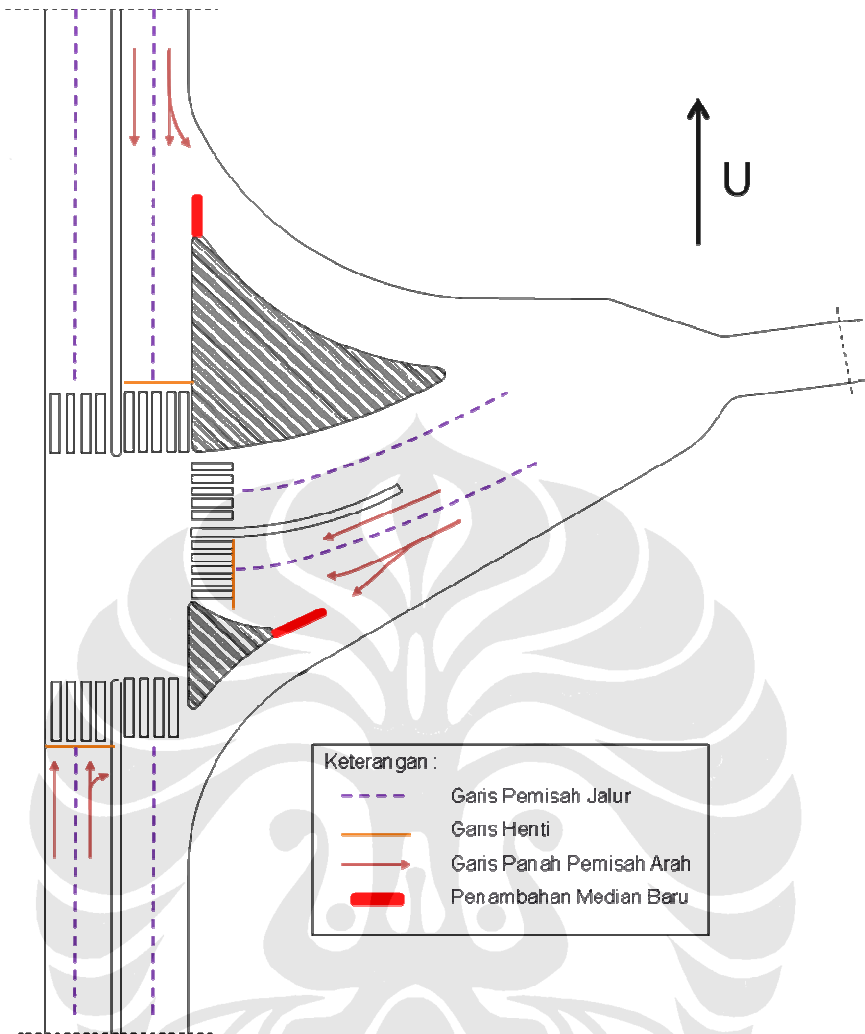 U
Keterangan :
Garis Pemisah Jalur
Garis Henti
Garis Panah Pemisah Arah
Penambahan Median Baru